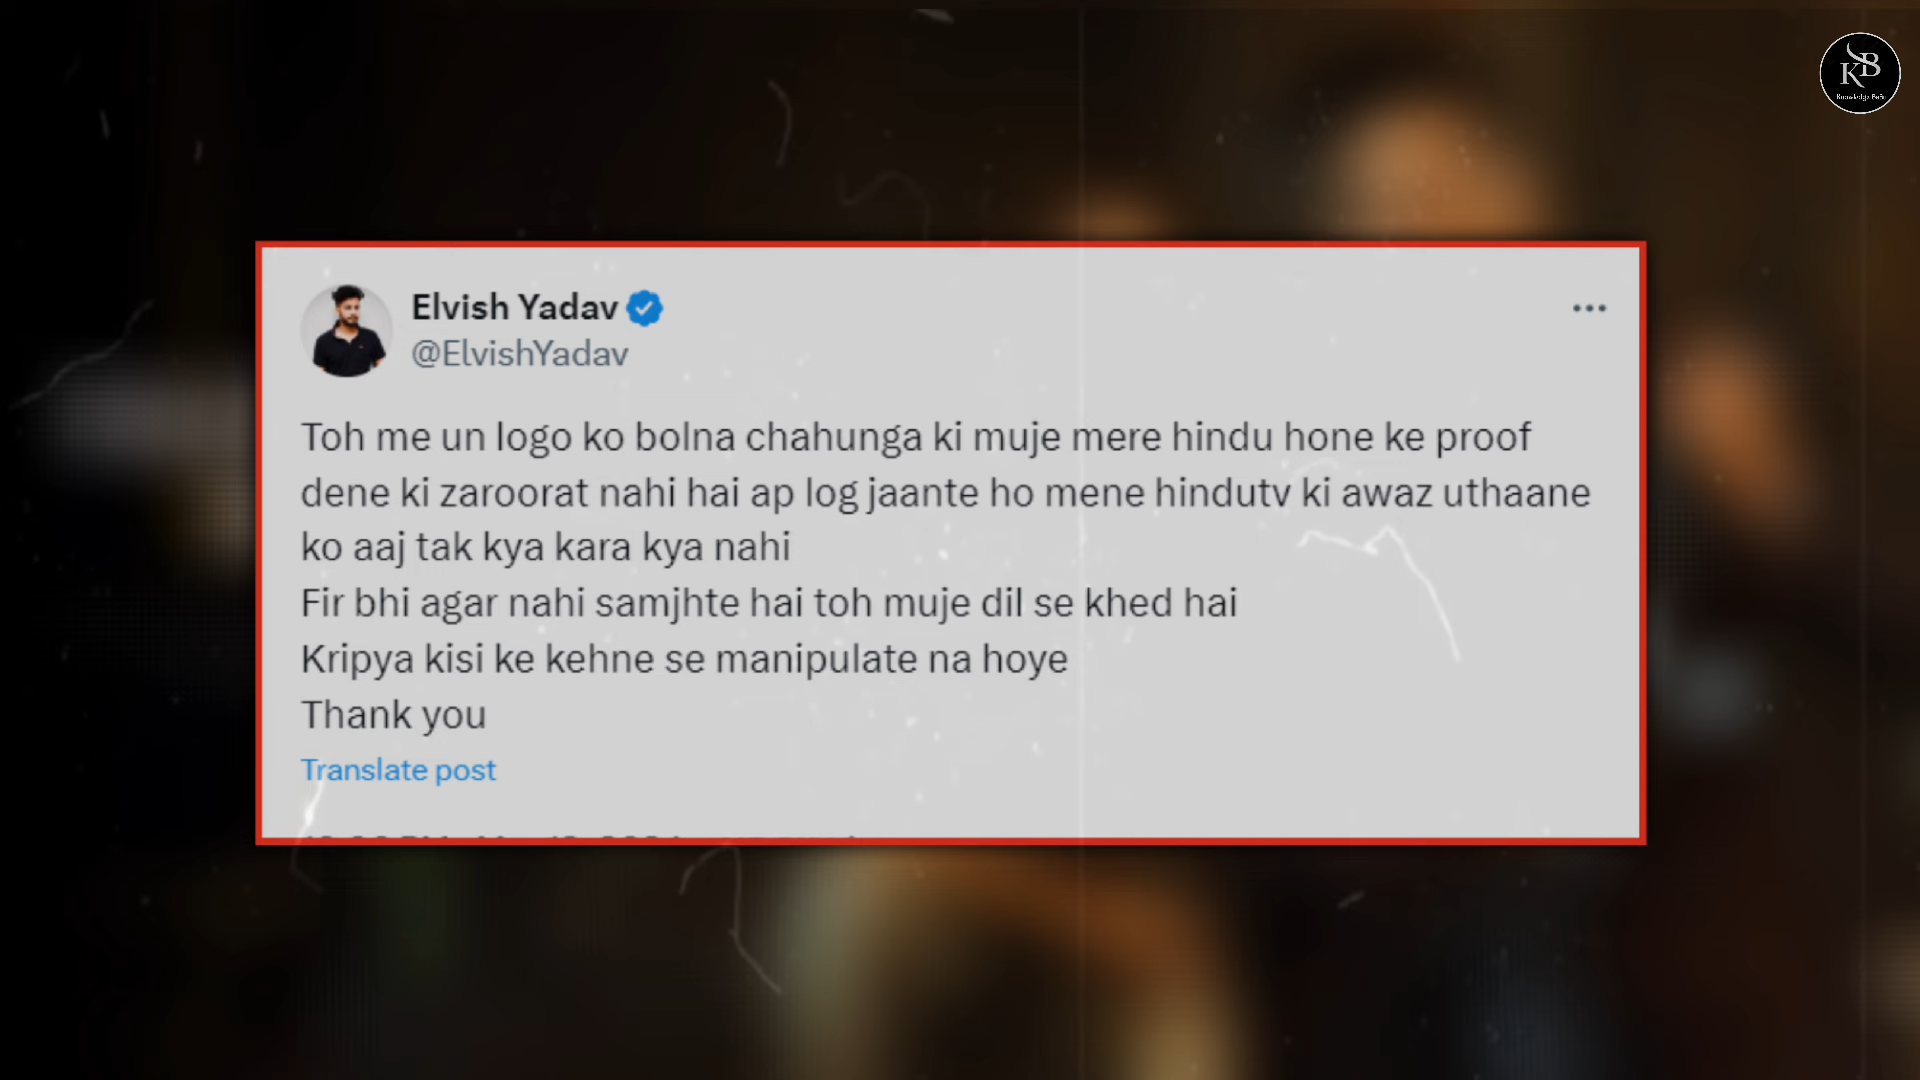 KB
Elvish Yadav
@ElvishYadav
Toh me un logo ko bolna chahunga ki muje mere hindu hone ke proof
dene ki zaroorat nahi hai ap log jaante ho mene hindutv ki awaz uthaane
ko aaj tak kya kara kya nahi
Fir bhi agar nahi samjhte hai toh muje dil se khed hai
Kripya kisi ke kehne se manipulate na hoye
Thank you
Translate post